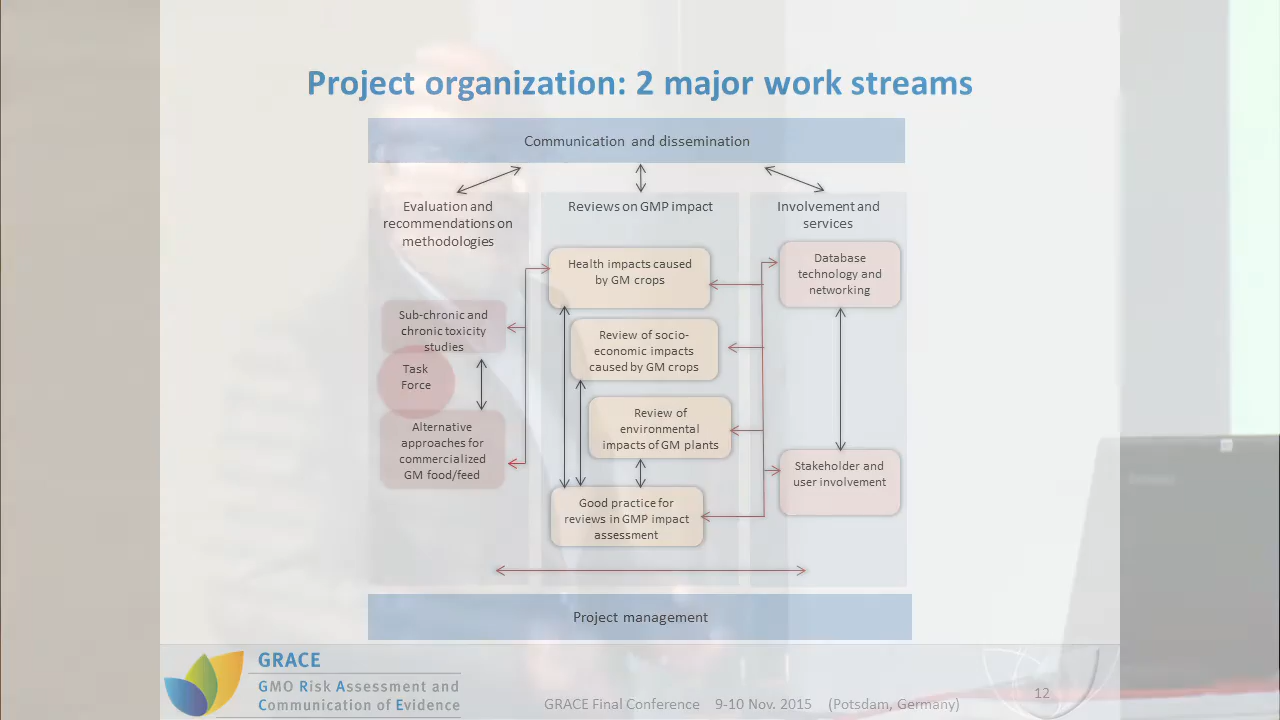 Project organization: 2 major work streams
Communication and dissemination
Evaluation and
recommendations on
methodologies
Sub-chronic and
chronic toxicity
studies
Task
Force
Alternative
approaches for
commercialized
GM food/feed
Reviews on GMP impact
Health impacts caused
by GM crops
Review of socio-
economic impacts
caused by GM crops
Review of
environmental
impacts of GM plants
Good practice for
reviews in GMP impact
assessment
Involvement and
services
Database
technology and
networking
Stakeholder and
user involvement
Project management
GRACE
GMO Risk Assessment and
Communication of Evidence
GRACE Final Conference 9-10 Nov. 2015 (Potsdam, Germany)
12